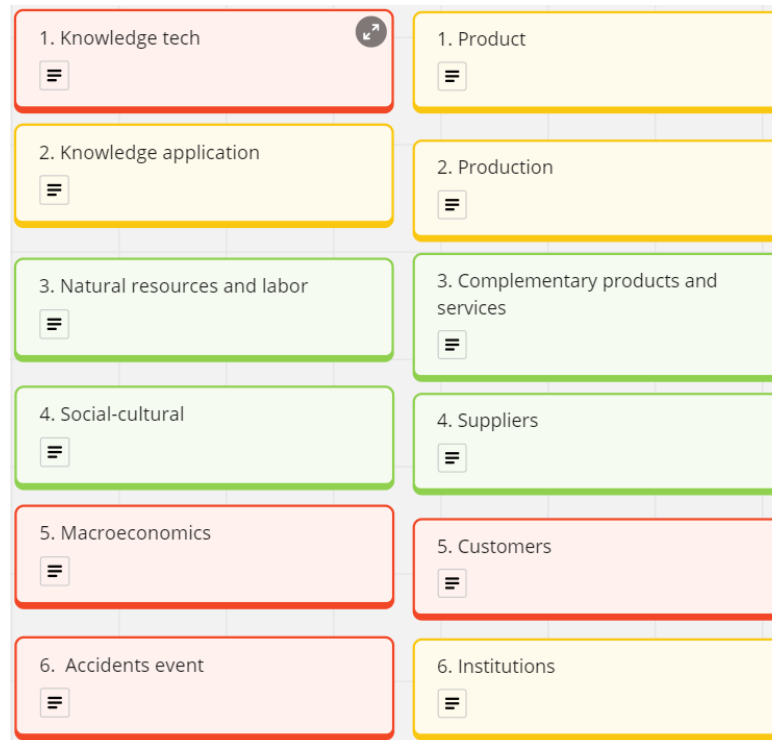 1. Knowledge tech
2. Knowledge application
3. Natural resources and labor
4. Social-cultural
5. Macroeconomics
6. Accidents event
1. Product
2. Production
3. Complementary products and
services
4. Suppliers
5. Customers
6. Institutions